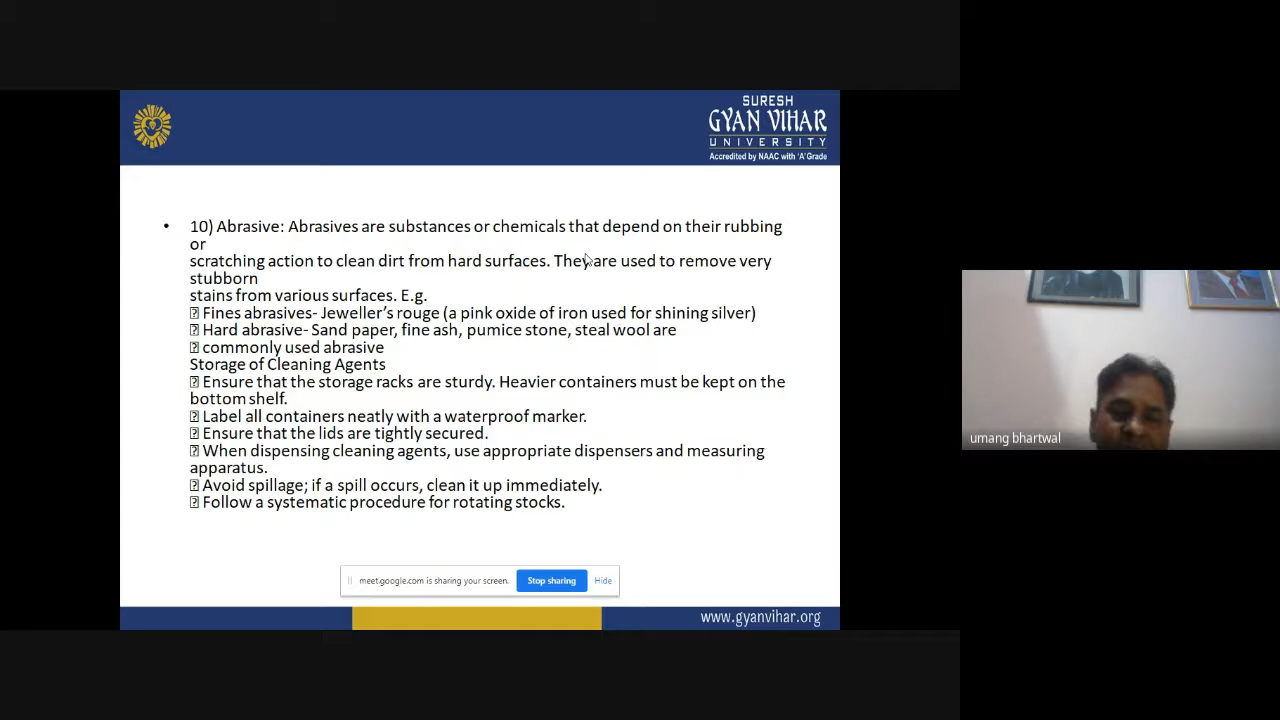 SURESH
GYAN VIHAR
UNIVERSITY
Accredited by NAAC with 'A' Grade
• 10) Abrasive: Abrasives are substances or chemicals that depend on their rubbing
or
scratching action to clean dirt from hard surfaces. They are used to remove very
stubborn
stains from various surfaces. E.g.
Fines abrasives- Jeweller’s rouge (a pink oxide of iron used for shining silver)
Hard abrasive- Sand paper, fine ash, pumice stone, steal wool are
commonly used abrasive
Storage of Cleaning Agents
Ensure that the storage racks are sturdy. Heavier containers must be kept on the
bottom shelf.
Label all containers neatly with a waterproof marker.
Ensure that the lids are tightly secured.
When dispensing cleaning agents, use appropriate dispensers and measuring
apparatus.
Avoid spillage; if a spill occurs, clean it up immediately.
Follow a systematic procedure for rotating stocks.
meet.google.com is sharing your screen.
Stop sharing
Hide
www.gyanvihar.org
umang bhartwal